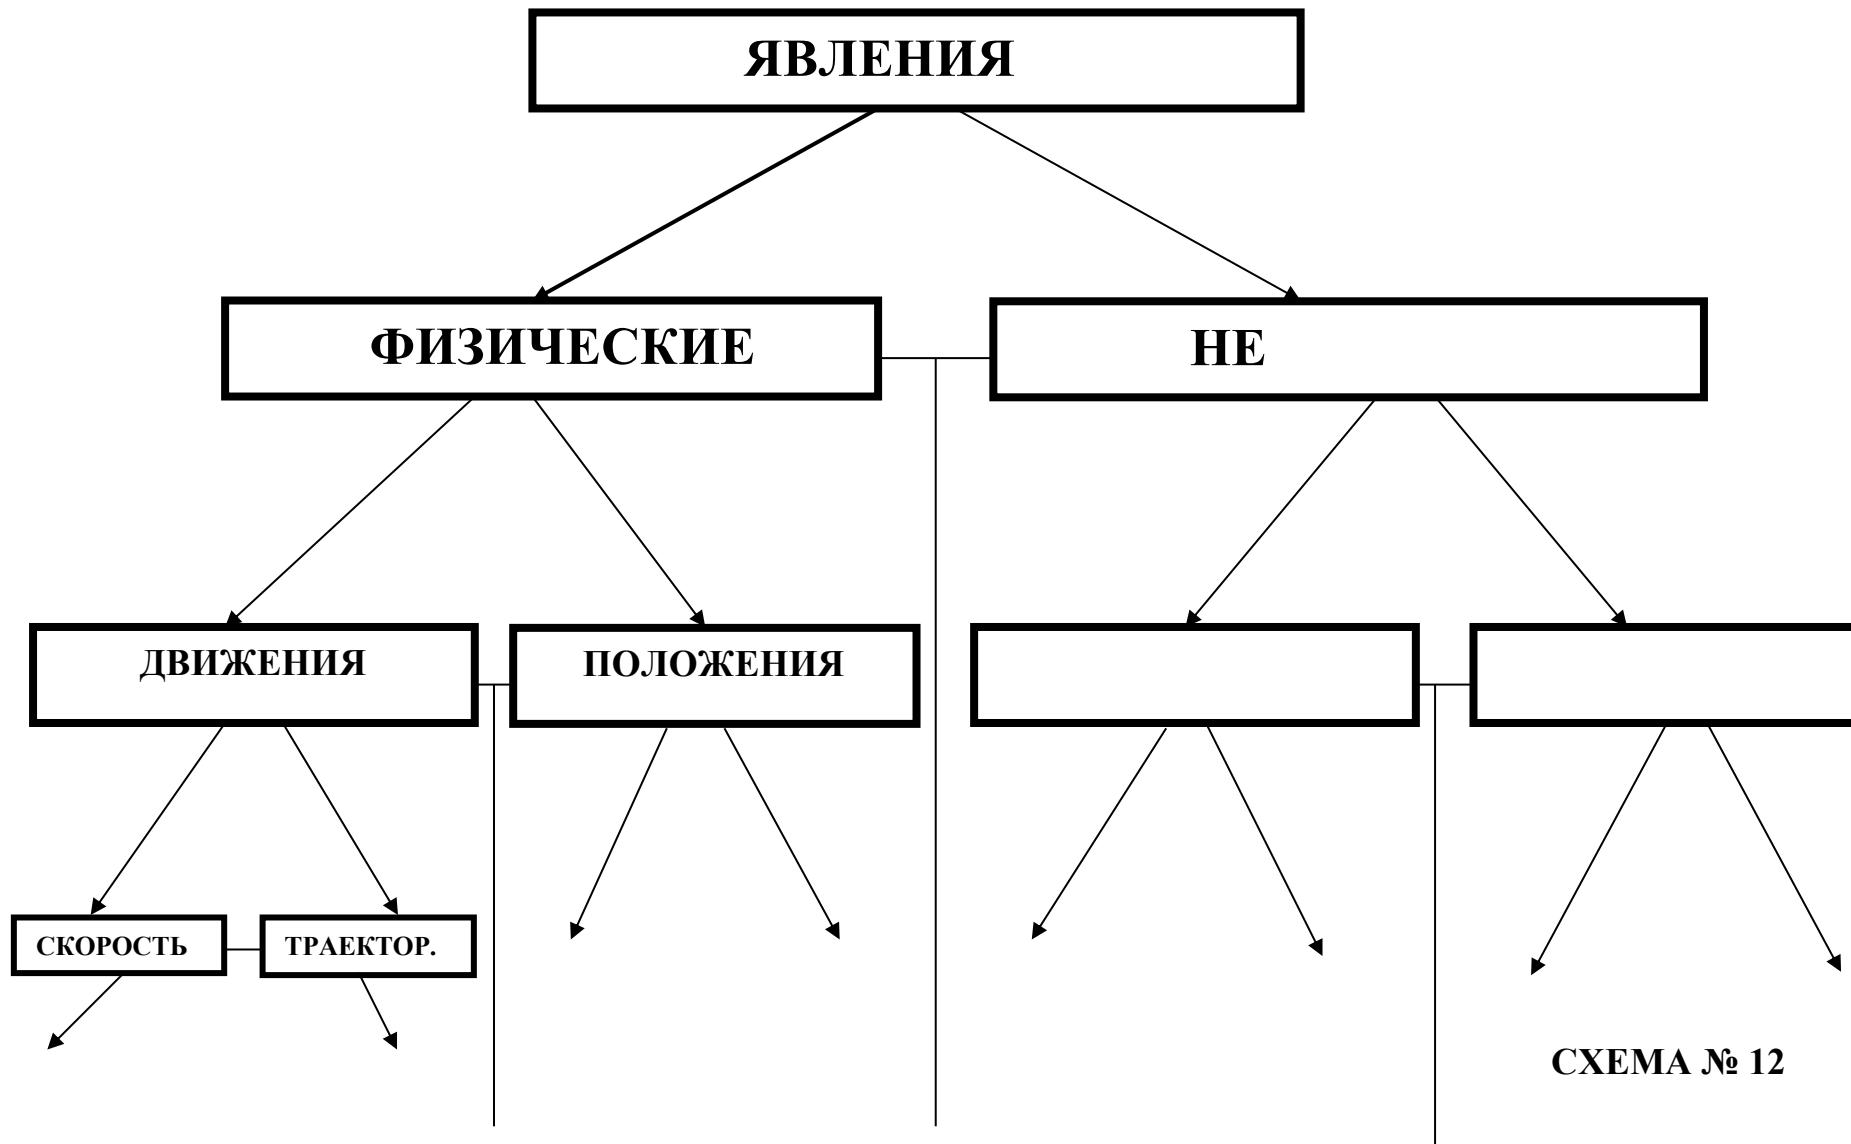 ЯВЛЕНИЯ
ФИЗИЧЕСКИЕ
НЕ
ДВИЖЕНИЯ
ПОЛОЖЕНИЯ
СКОРОСТЬ
ТРАЕКТОР.
СХЕМА № 12